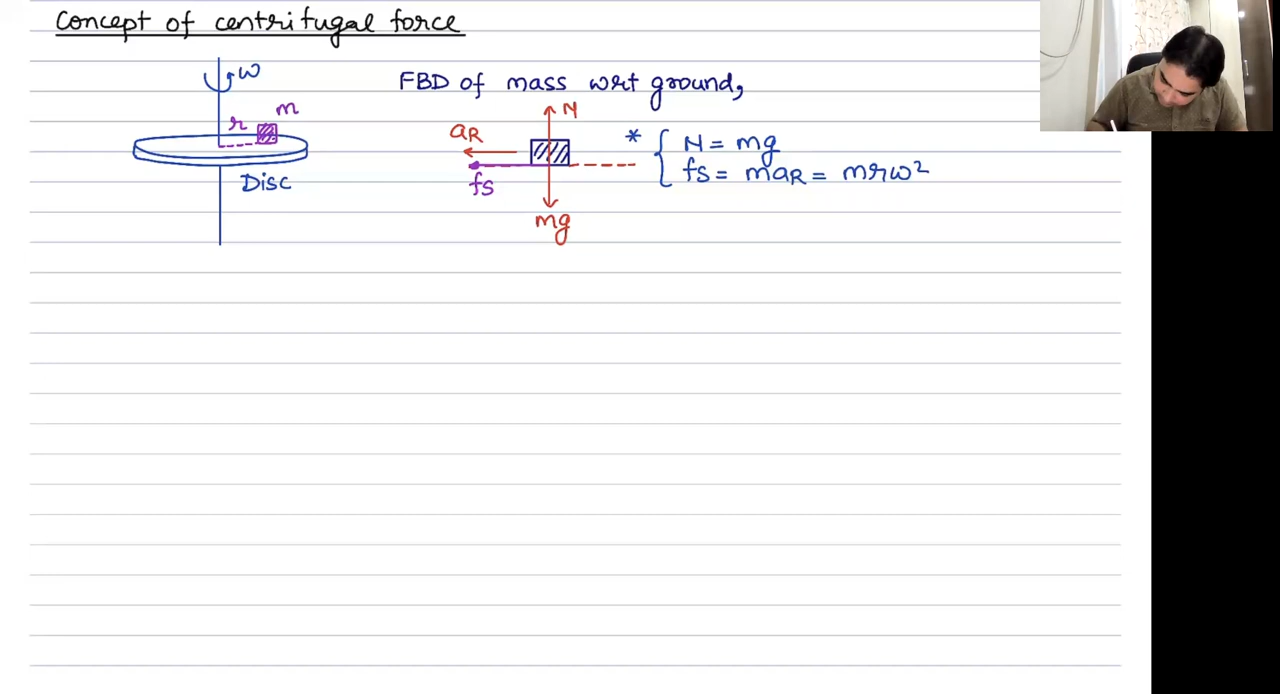 Concept of centrifugal force
ω
m
r
Disc
FBD of mass wrt ground,
N
aR
fs
mg
* { N = mg
fs = maR = mrω²